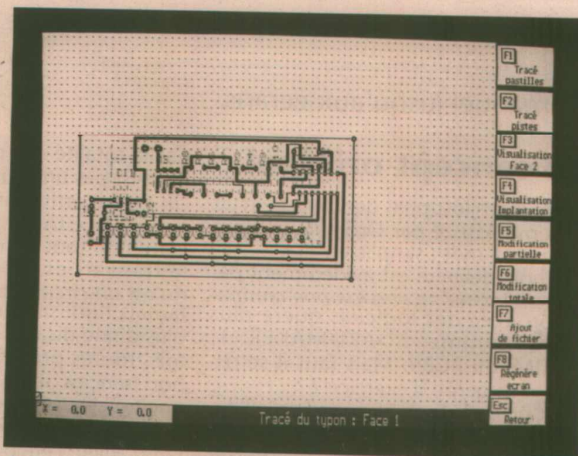 F1
Tracé
pastilles
F2
Tracé
pistes
F3
Visualisation
Face 2
F4
Visualisation
Implantation
F5
Modification
partielle
F6
Modification
totale
F7
Ajout
de fichier
F8
Régénère
ecran
Esc
Retour
X = 0.0 Y = 0.0
Tracé du typon : Face 1